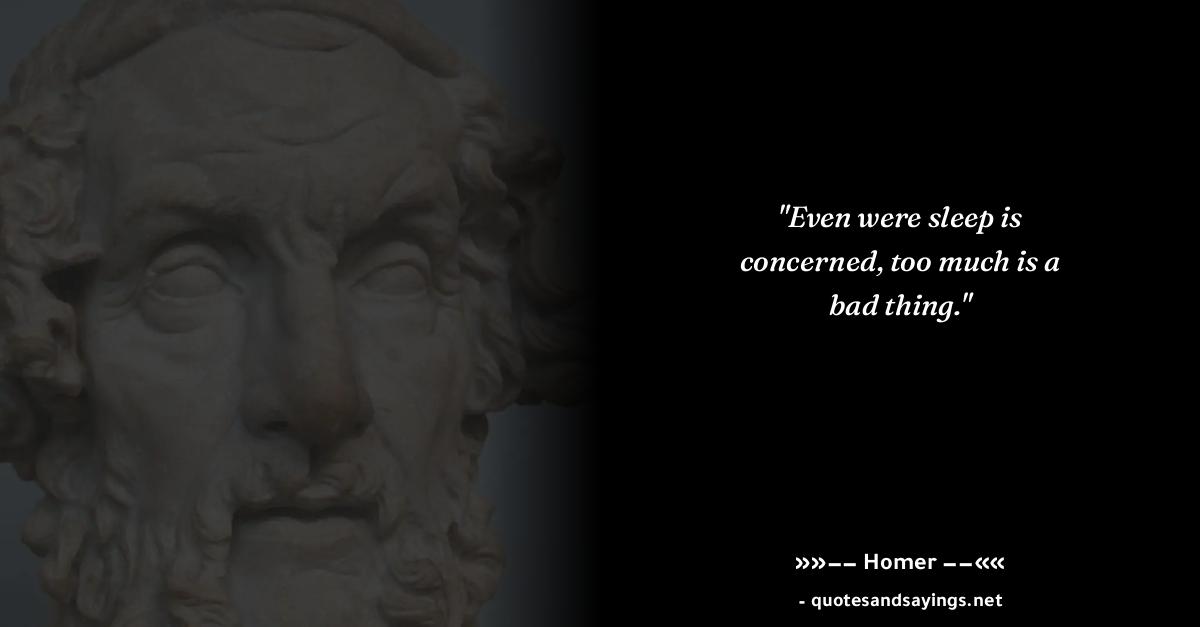 "Even were sleep is
concerned, too much is a
bad thing."
»»−− Homer −−««
- quotesandsayings.net